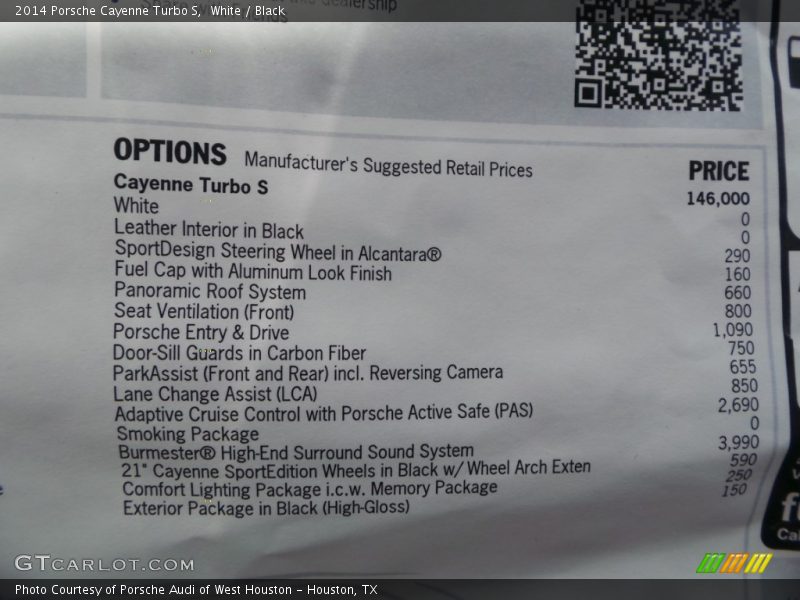 2014 Porsche Cayenne Turbo S, White / Black
dealership
OPTIONS Manufacturer's Suggested Retail Prices PRICE
Cayenne Turbo S 146,000
White 0
Leather Interior in Black 0
SportDesign Steering Wheel in Alcantara® 290
Fuel Cap with Aluminum Look Finish 160
Panoramic Roof System 660
Seat Ventilation (Front) 800
Porsche Entry & Drive 1,090
Door-Sill Guards in Carbon Fiber 750
ParkAssist (Front and Rear) incl. Reversing Camera 655
Lane Change Assist (LCA) 850
Adaptive Cruise Control with Porsche Active Safe (PAS) 2,690
Smoking Package 0
Burmester® High-End Surround Sound System 3,990
21" Cayenne SportEdition Wheels in Black w/ Wheel Arch Exten 590
Comfort Lighting Package i.c.w. Memory Package 250
Exterior Package in Black (High-Gloss) 150
GTCARLOT.COM
Photo Courtesy of Porsche Audi of West Houston - Houston, TX